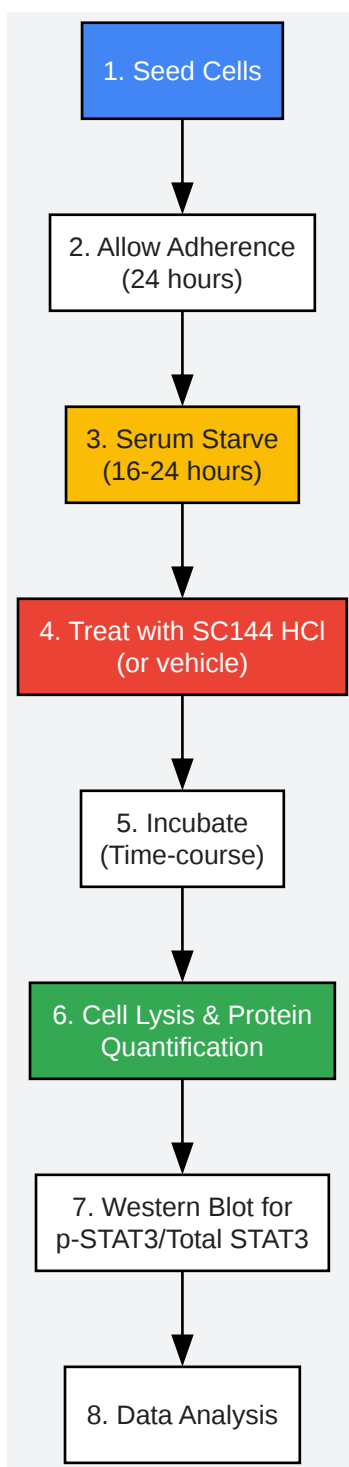 1. Seed Cells
2. Allow Adherence
(24 hours)
3. Serum Starve
(16-24 hours)
4. Treat with SC144 HCl
(or vehicle)
5. Incubate
(Time-course)
6. Cell Lysis & Protein
Quantification
7. Western Blot for
p-STAT3/Total STAT3
8. Data Analysis